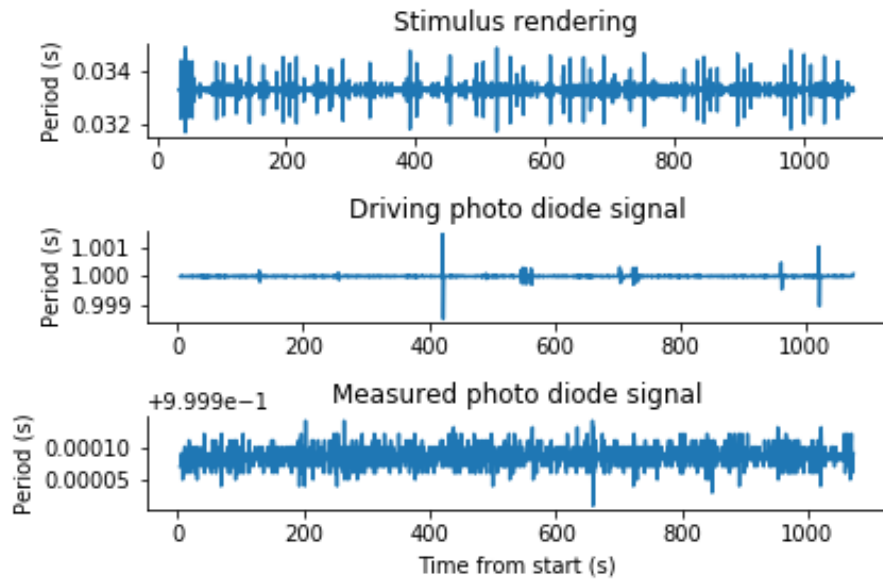 Stimulus rendering
Period (s)
0.034
0.032
0 200 400 600 800 1000
Driving photo diode signal
Period (s)
1.001
1.000
0.999
0 200 400 600 800 1000
Measured photo diode signal
+9.999e−1
Period (s)
0.00010
0.00005
0 200 400 600 800 1000
Time from start (s)